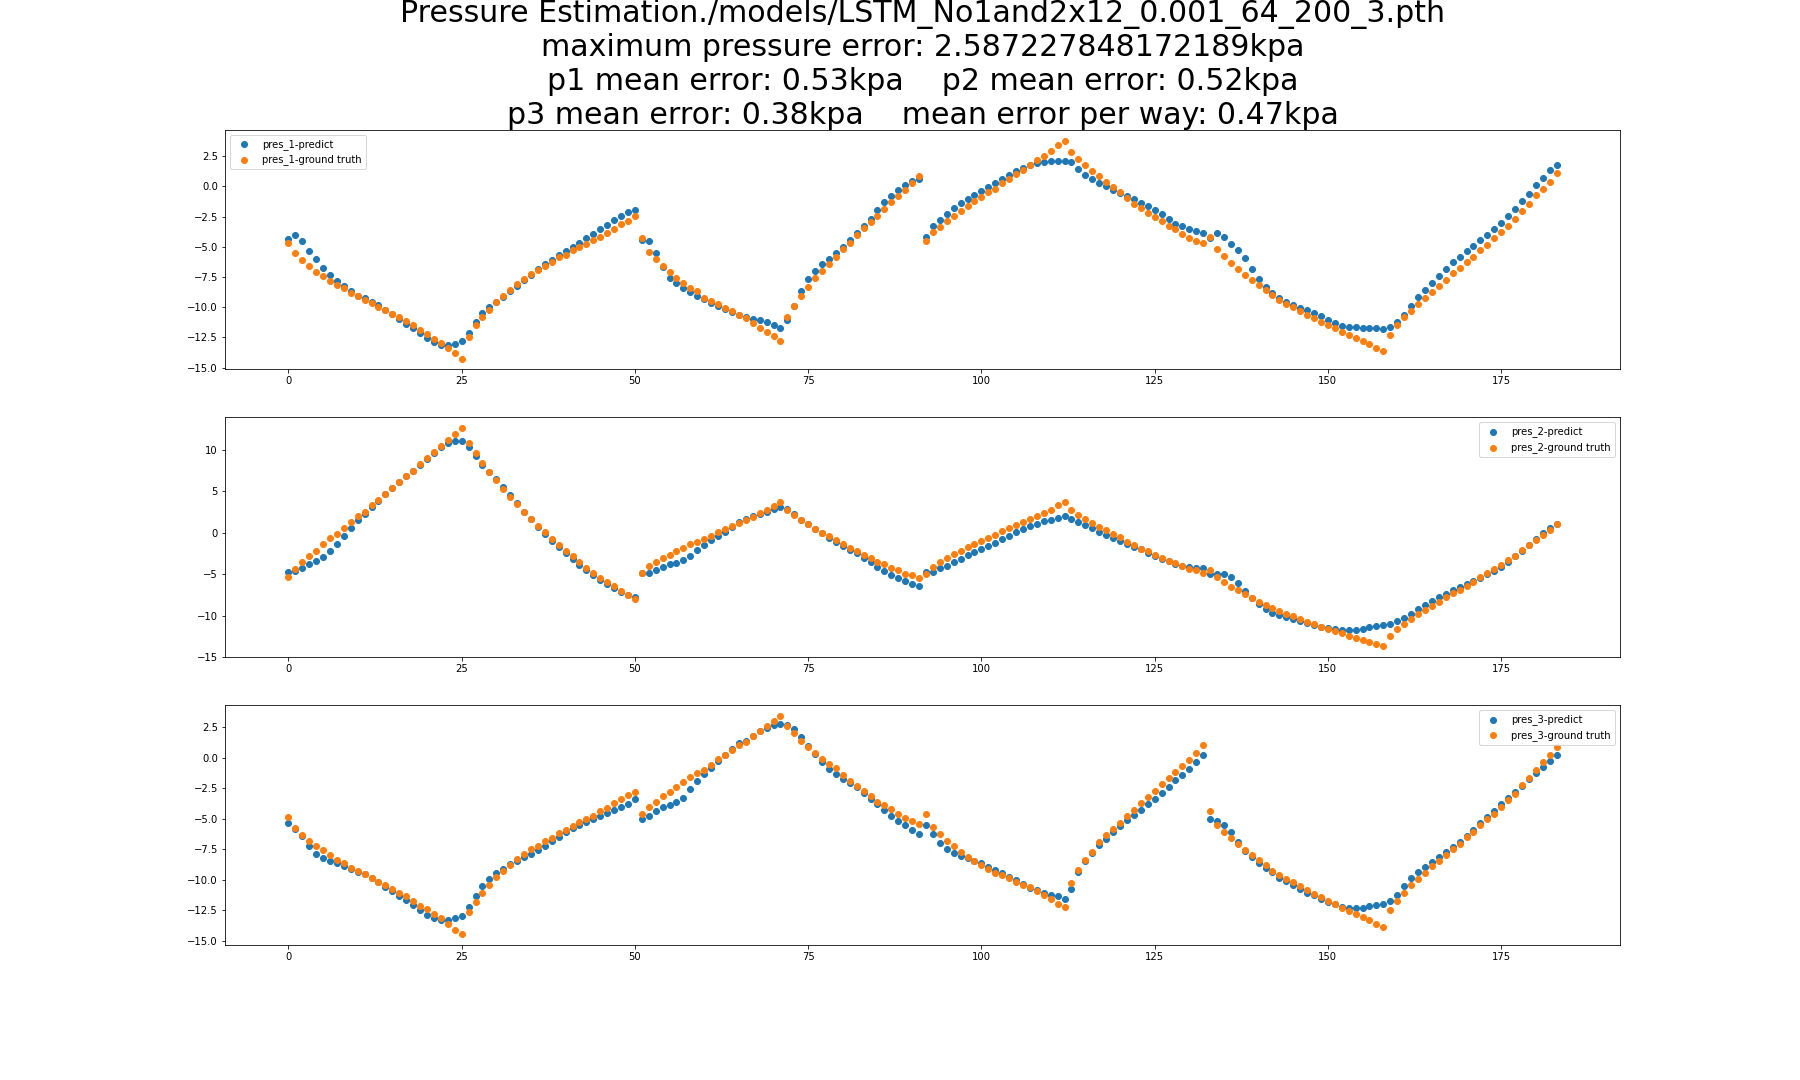 Pressure Estimation./models/LSTM_No1and2x12_0.001_64_200_3.pth
maximum pressure error: 2.587227848172189kpa
p1 mean error: 0.53kpa    p2 mean error: 0.52kpa
p3 mean error: 0.38kpa    mean error per way: 0.47kpa
pres_1-predict
pres_1-ground truth
2.5
0.0
−2.5
−5.0
−7.5
−10.0
−12.5
−15.0
0 25 50 75 100 125 150 175
pres_2-predict
pres_2-ground truth
10
5
0
−5
−10
−15
0 25 50 75 100 125 150 175
pres_3-predict
pres_3-ground truth
2.5
0.0
−2.5
−5.0
−7.5
−10.0
−12.5
−15.0
0 25 50 75 100 125 150 175